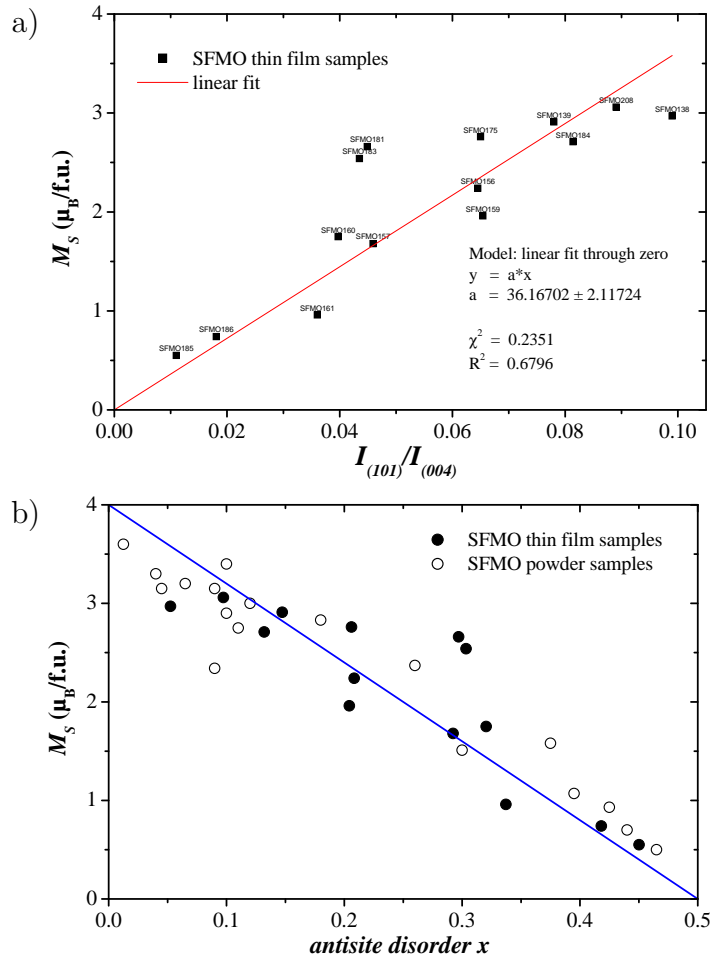 a)
SFMO thin film samples
linear fit
SFMO208
SFMO138
SFMO139
SFMO184
SFMO175
SFMO181
SFMO183
SFMO156
SFMO159
SFMO160
SFMO157
SFMO161
SFMO186
SFMO185
Model: linear fit through zero
y = a*x
a = 36.16702 ± 2.11724
χ² = 0.2351
R² = 0.6796
4
3
2
1
0
M_S (μ_B/f.u.)
0.00 0.02 0.04 0.06 0.08 0.10
I_(101)/I_(004)
b)
SFMO thin film samples
SFMO powder samples
4
3
2
1
0
M_S (μ_B/f.u.)
0.0 0.1 0.2 0.3 0.4 0.5
antisite disorder x